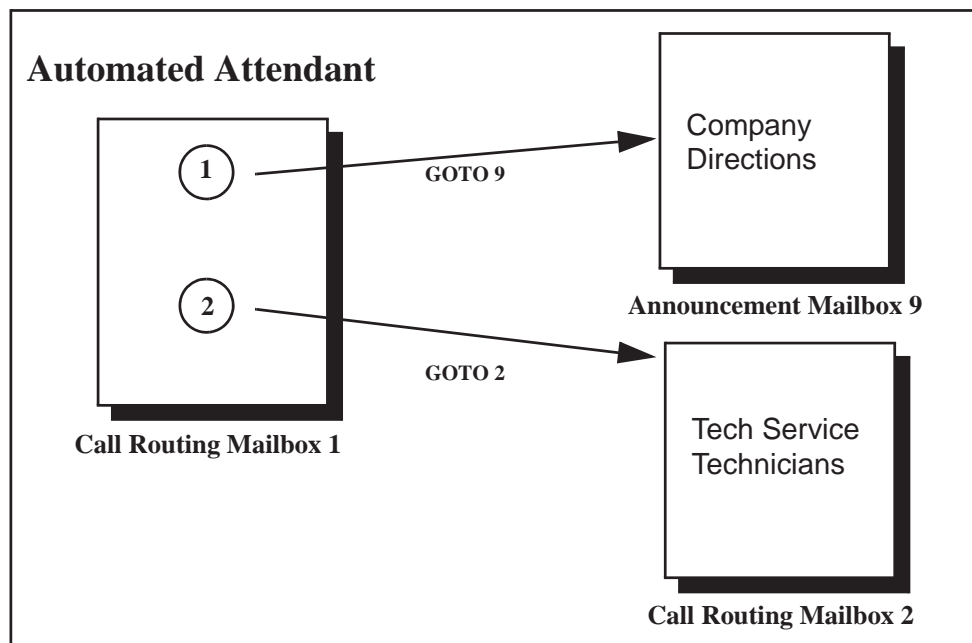 Automated Attendant
1
GOTO 9
Company
Directions
Announcement Mailbox 9
2
GOTO 2
Tech Service
Technicians
Call Routing Mailbox 1
Call Routing Mailbox 2